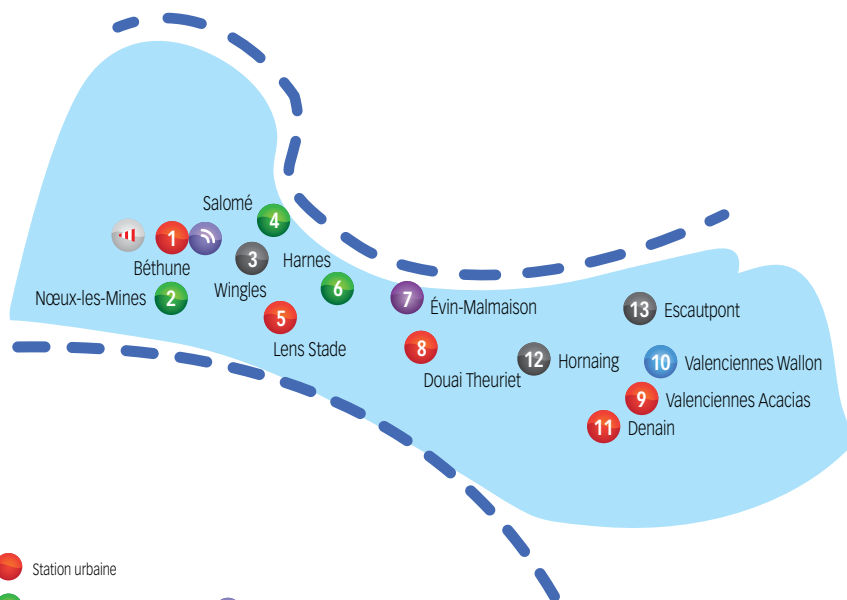 Salomé
4
1
3
Harnes
Béthune
Wingles
6
Nœux-les-Mines
2
7
Évin-Malmaison
13
Escautpont
5
Lens Stade
8
Douai Theuriet
12
Hornaing
10
Valenciennes Wallon
9
Valenciennes Acacias
11
Denain
Station urbaine